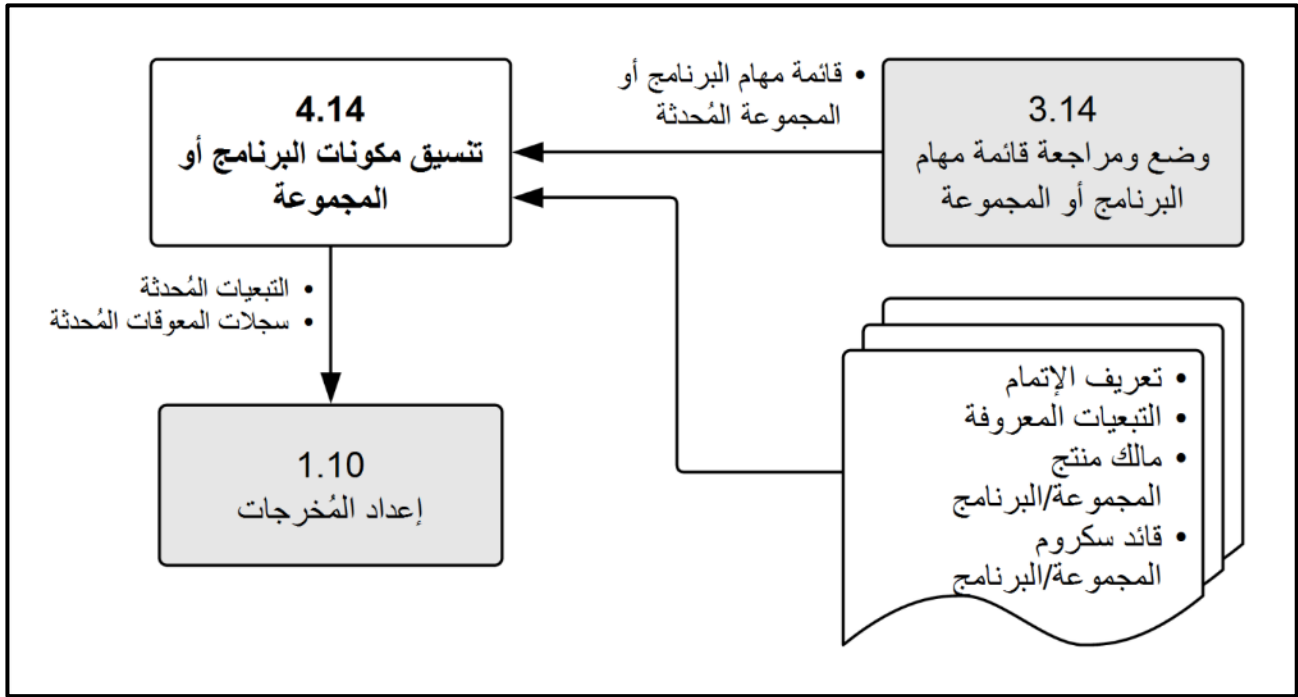 3.14
وضع ومراجعة قائمة مهام
البرنامج أو المجموعة
• قائمة مهام البرنامج أو
المجموعة المُحدثة
4.14
تنسيق مكونات البرنامج أو
المجموعة
• تعريف الإتمام
• التبعيات المعروفة
• مالك منتج
المجموعة/البرنامج
• قائد سكروم
المجموعة/البرنامج
• التبعيات المُحدثة
• سجلات المعوقات المُحدثة
1.10
إعداد المُخرجات